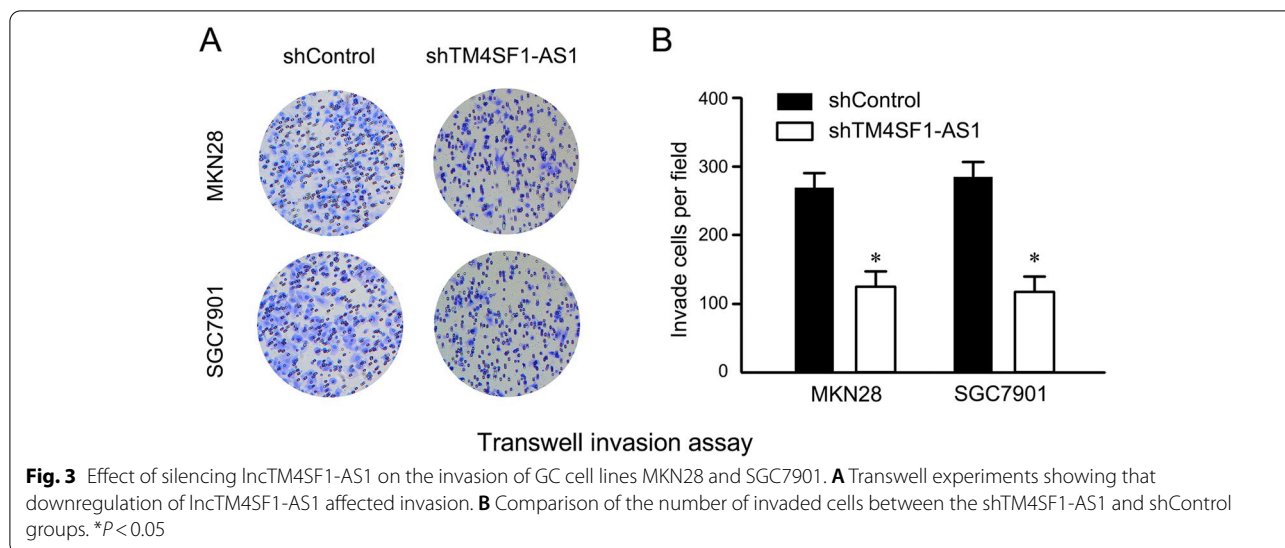 A
shControl shTM4SF1-AS1
MKN28
SGC7901
B
400
300
200
100
0
Invade cells per field
shControl
shTM4SF1-AS1
*
*
MKN28 SGC7901
Transwell invasion assay
Fig. 3 Effect of silencing lncTM4SF1-AS1 on the invasion of GC cell lines MKN28 and SGC7901. A Transwell experiments showing that
downregulation of lncTM4SF1-AS1 affected invasion. B Comparison of the number of invaded cells between the shTM4SF1-AS1 and shControl
groups. *P < 0.05